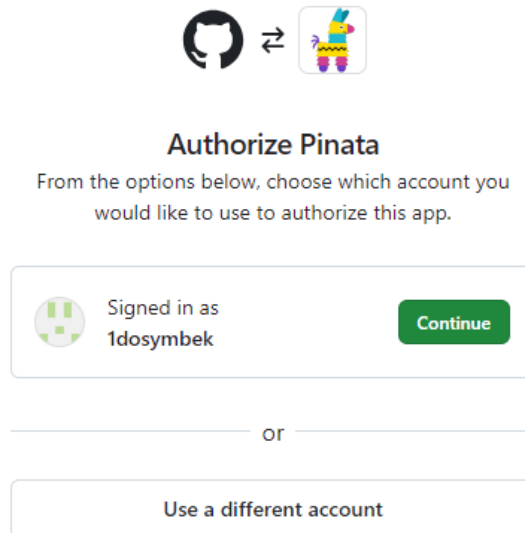 Authorize Pinata
From the options below, choose which account you
would like to use to authorize this app.
Signed in as
1dosymbek
Continue
or
Use a different account